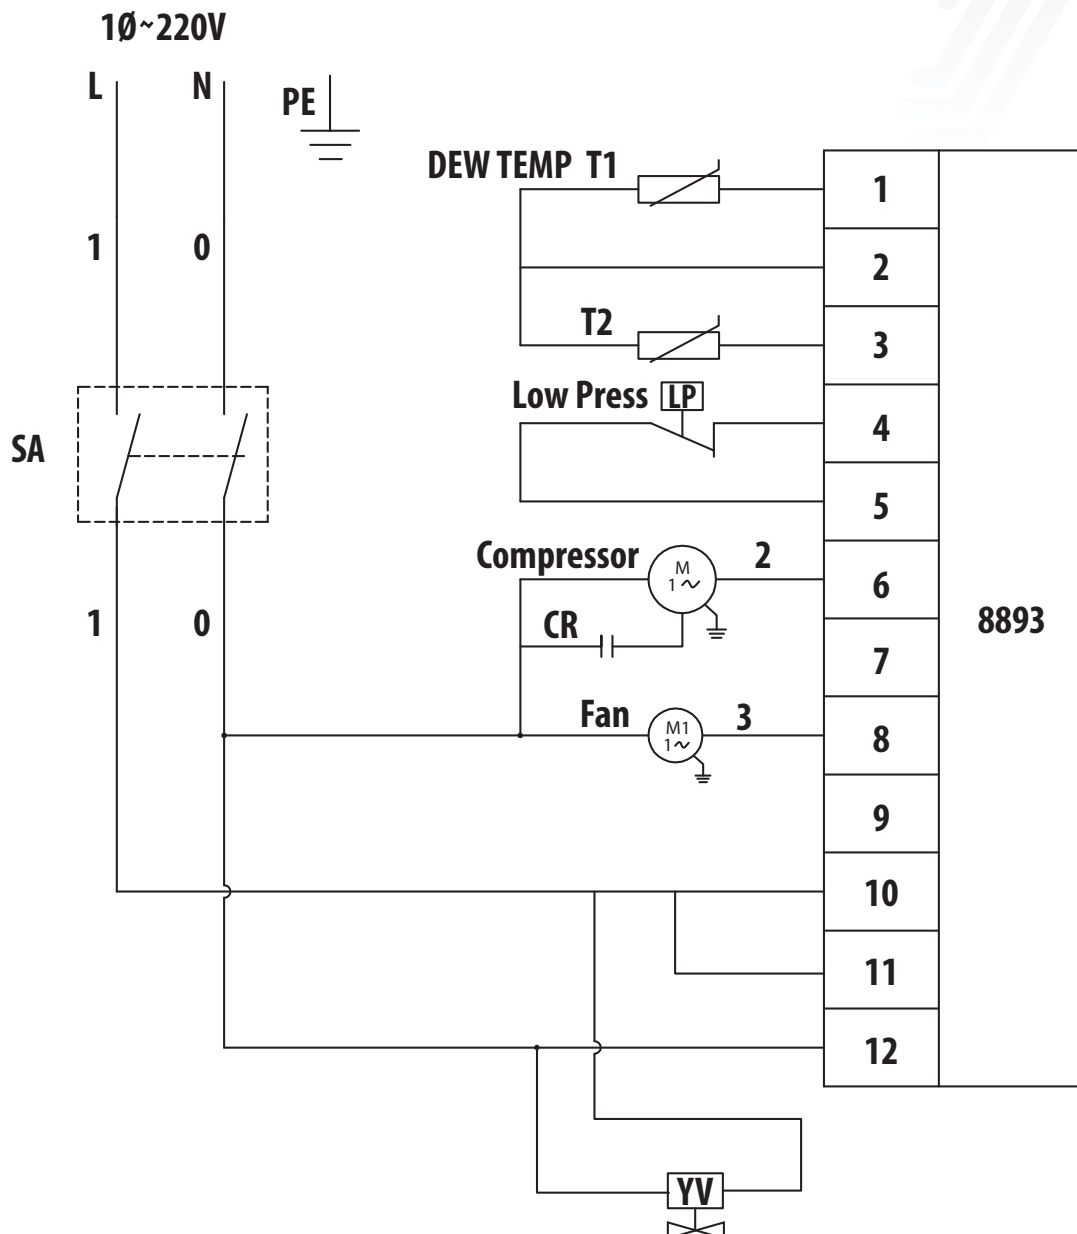 1Ø~220V
L N PE
DEW TEMP T1
1
1 0
2
T2
3
Low Press LP
4
SA
5
Compressor M 1~ 2
6
1 0
CR
8893
7
Fan M1 1~ 3
8
9
10
11
12
YV